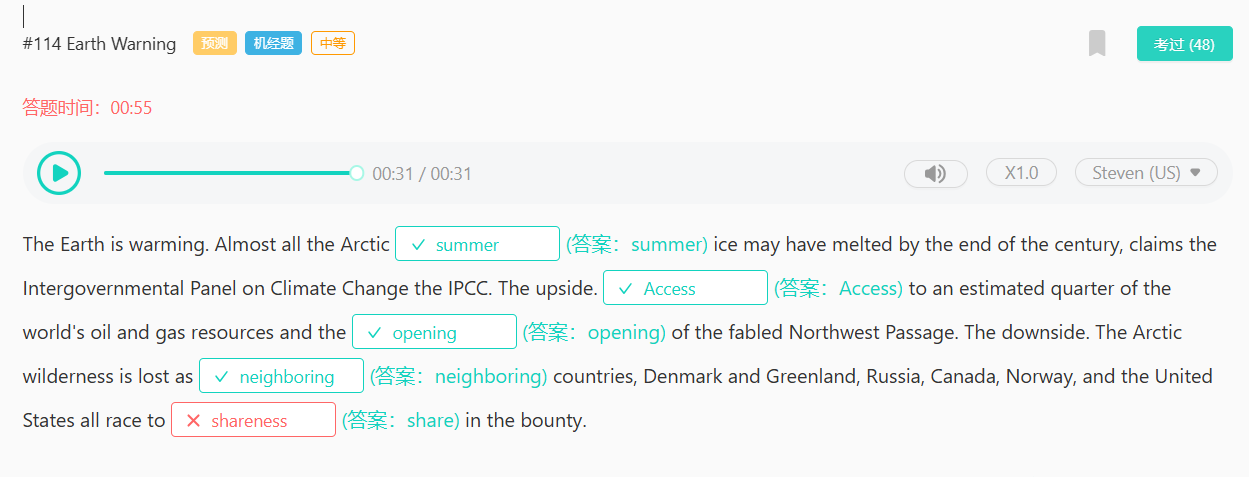 #114 Earth Warning 预测 机经题 中等 考过 (48)
答题时间：00:55
00:31 / 00:31 X1.0 Steven (US)
The Earth is warming. Almost all the Arctic summer (答案：summer) ice may have melted by the end of the century, claims the
Intergovernmental Panel on Climate Change the IPCC. The upside. Access (答案：Access) to an estimated quarter of the
world's oil and gas resources and the opening (答案：opening) of the fabled Northwest Passage. The downside. The Arctic
wilderness is lost as neighboring (答案：neighboring) countries, Denmark and Greenland, Russia, Canada, Norway, and the United
States all race to shareness (答案：share) in the bounty.